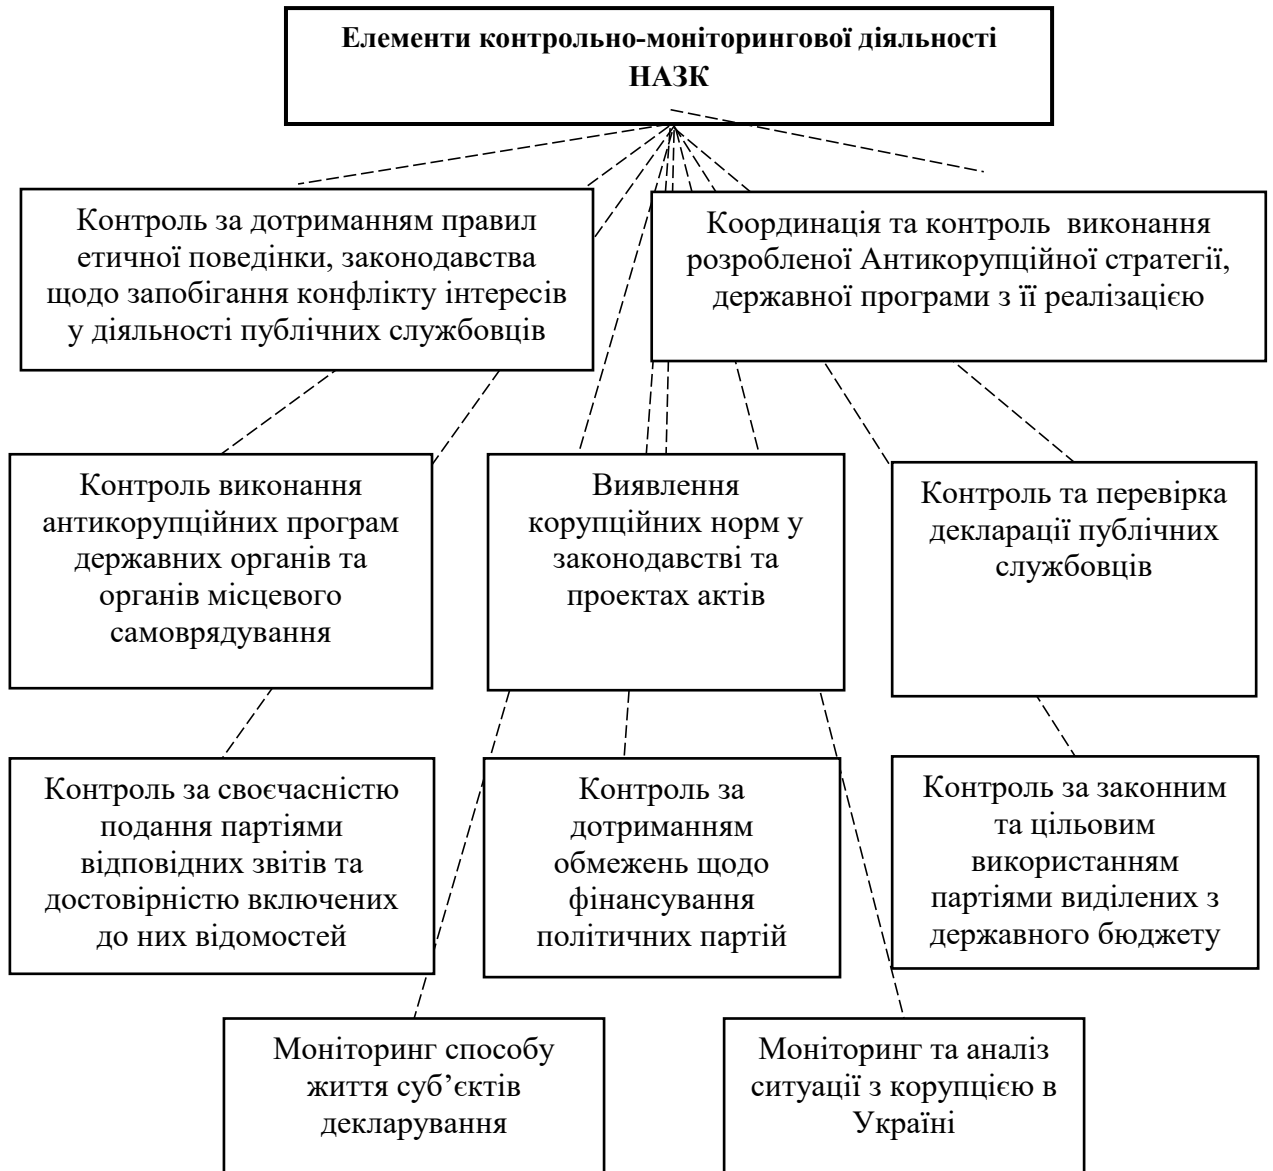 Елементи контрольно-моніторингової діяльності
НАЗК
Контроль за дотриманням правил
етичної поведінки, законодавства
щодо запобігання конфлікту інтересів
у діяльності публічних службовців
Координація та контроль виконання
розробленої Антикорупційної стратегії,
державної програми з її реалізацією
Контроль виконання
антикорупційних програм
державних органів та
органів місцевого
самоврядування
Виявлення
корупційних норм у
законодавстві та
проектах актів
Контроль та перевірка
декларації публічних
службовців
Контроль за своєчасністю
подання партіями
відповідних звітів та
достовірністю включених
до них відомостей
Контроль за
дотриманням
обмежень щодо
фінансування
політичних партій
Контроль за законним
та цільовим
використанням
партіями виділених з
державного бюджету
Моніторинг способу
життя суб’єктів
декларування
Моніторинг та аналіз
ситуації з корупцією в
Україні